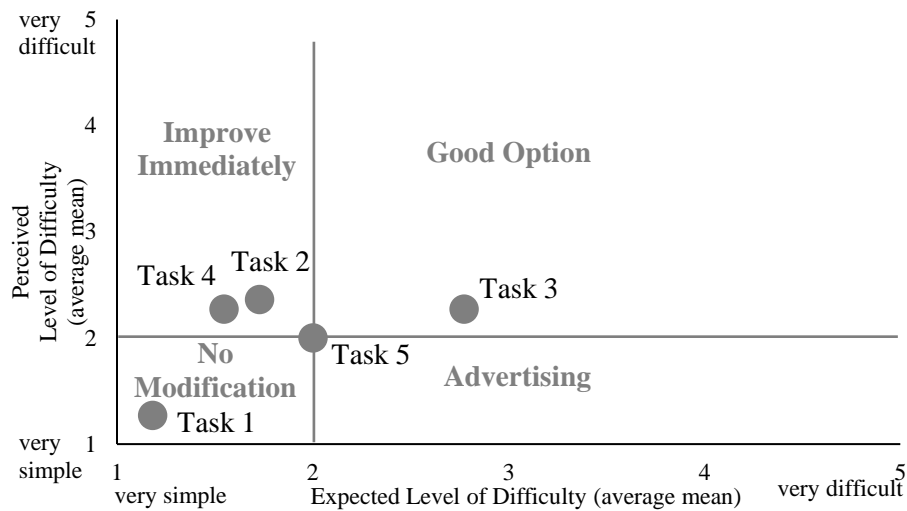 very
difficult
5
4
3
2
1
very
simple
Perceived
Level of Difficulty
(average mean)
Improve
Immediately
Good Option
Task 4
Task 2
Task 3
No
Modification
Task 5
Advertising
Task 1
1
2
3
4
5
very simple
Expected Level of Difficulty (average mean)
very difficult